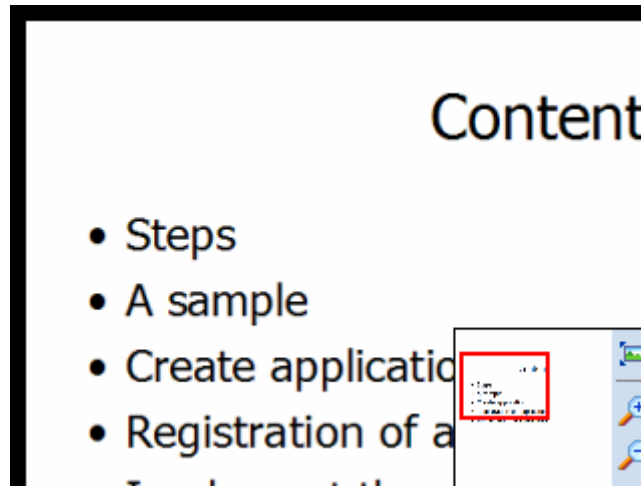 Content
• Steps
• A sample
• Create applicatio
• Registration of a